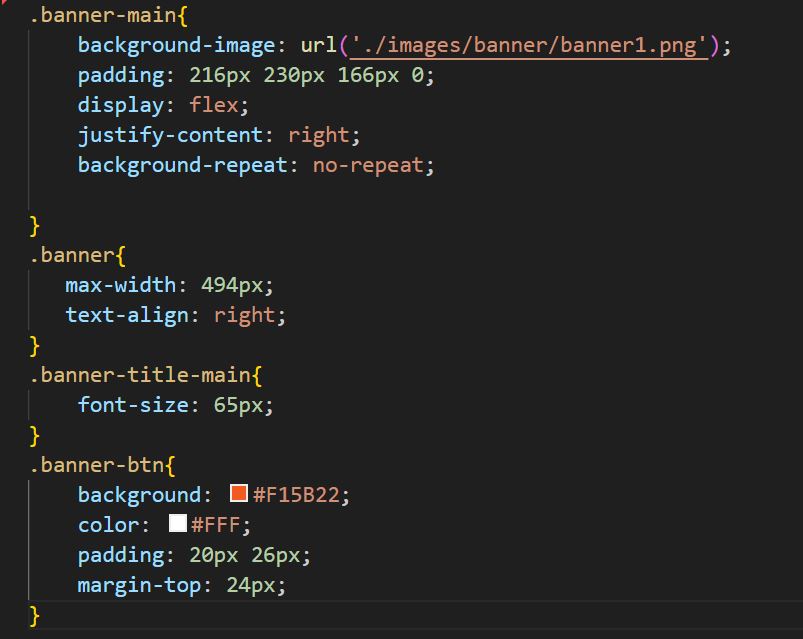 .banner-main{
    background-image: url('./images/banner/banner1.png');
    padding: 216px 230px 166px 0;
    display: flex;
    justify-content: right;
    background-repeat: no-repeat;

}
.banner{
   max-width: 494px;
   text-align: right;
}
.banner-title-main{
    font-size: 65px;
}
.banner-btn{
    background: #F15B22;
    color: #FFF;
    padding: 20px 26px;
    margin-top: 24px;
}